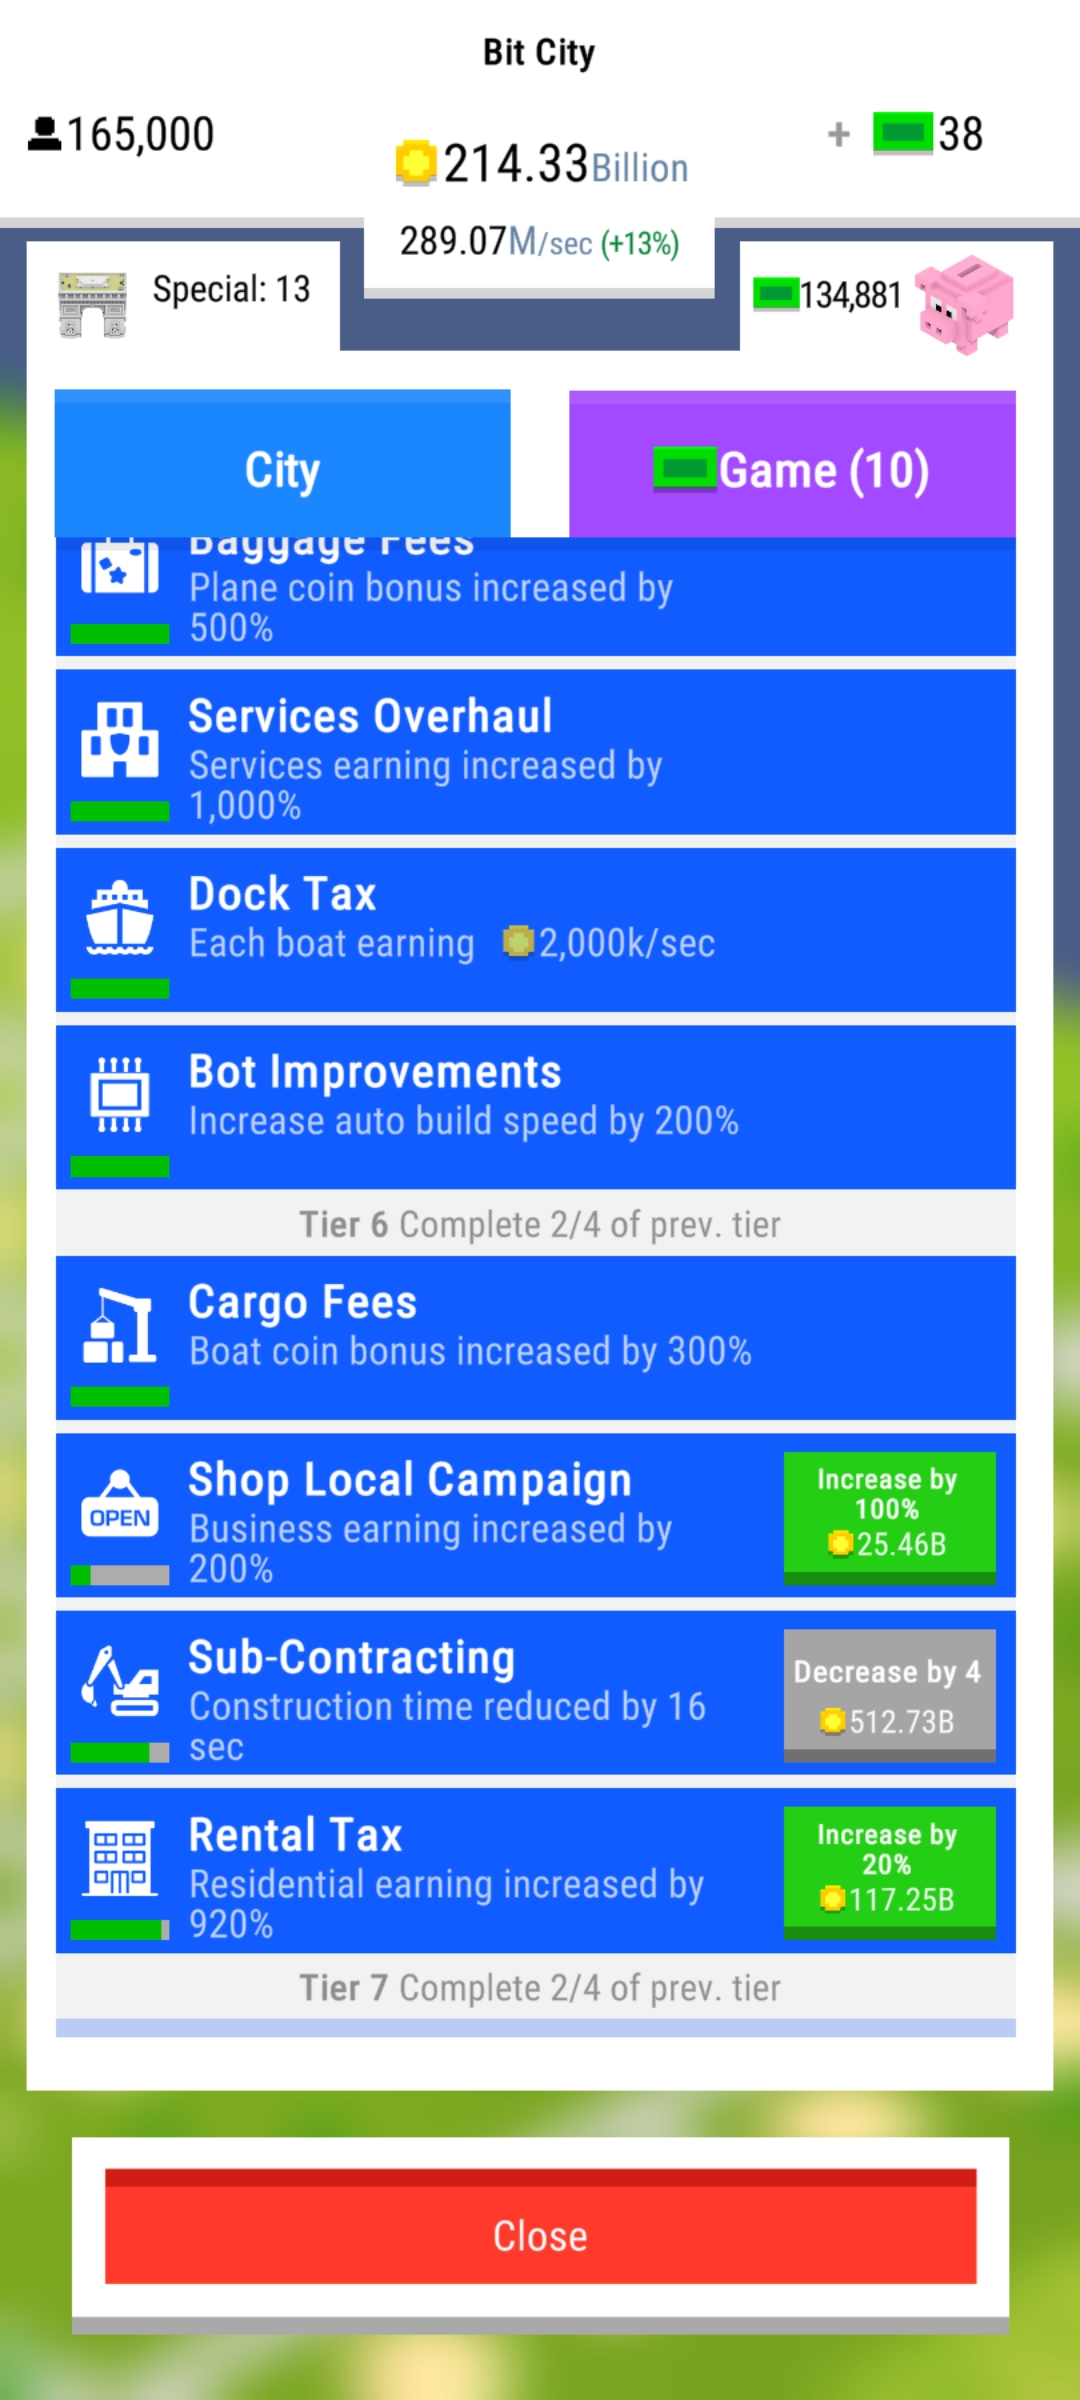 Bit City
165,000
214.33Billion
+ 38
289.07M/sec (+13%)
Special: 13
134,881
City
Game (10)
Baggage Fees
Plane coin bonus increased by
500%
Services Overhaul
Services earning increased by
1,000%
Dock Tax
Each boat earning 2,000k/sec
Bot Improvements
Increase auto build speed by 200%
Tier 6 Complete 2/4 of prev. tier
Cargo Fees
Boat coin bonus increased by 300%
OPEN
Shop Local Campaign
Business earning increased by
200%
Increase by
100%
25.46B
Sub-Contracting
Construction time reduced by 16
sec
Decrease by 4
512.73B
Rental Tax
Residential earning increased by
920%
Increase by
20%
117.25B
Tier 7 Complete 2/4 of prev. tier
Close